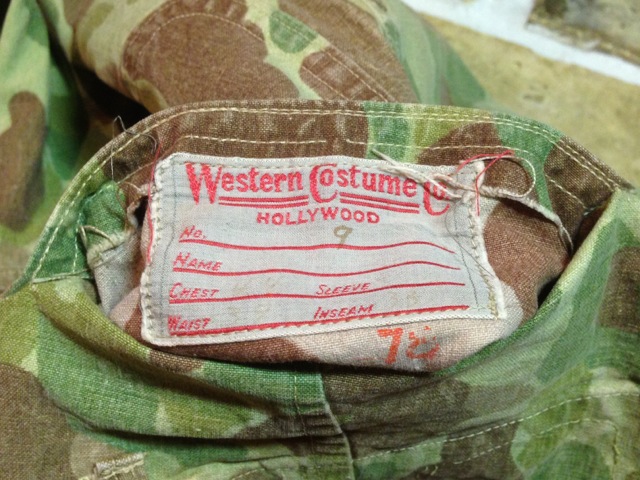 Western Costume Co.
HOLLYWOOD
No. 9
NAME
CHEST SLEEVE
WAIST INSEAM